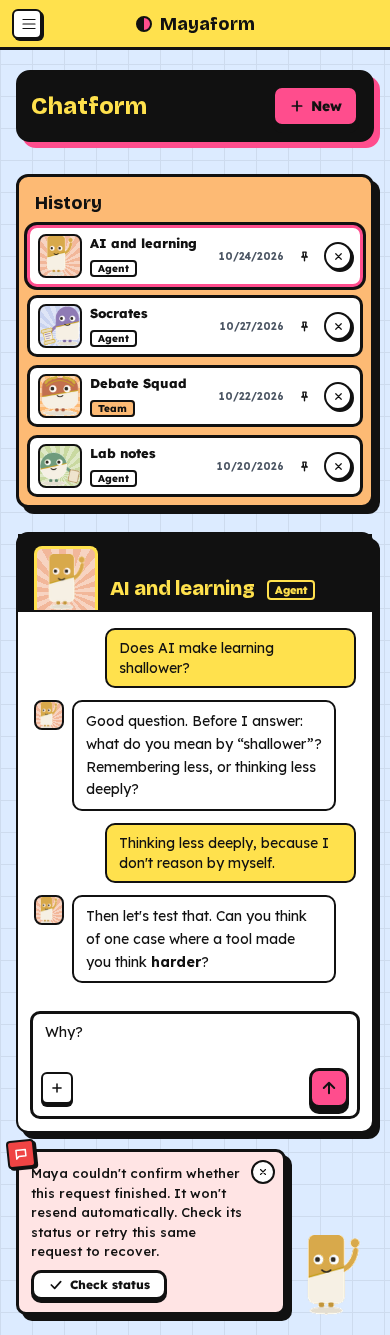 Mayaform
Chatform
New
History
AI and learning
Agent
10/24/2026
Socrates
Agent
10/27/2026
Debate Squad
Team
10/22/2026
Lab notes
Agent
10/20/2026
AI and learning Agent
Does AI make learning
shallower?
Good question. Before I answer:
what do you mean by “shallower”?
Remembering less, or thinking less
deeply?
Thinking less deeply, because I
don't reason by myself.
Then let's test that. Can you think
of one case where a tool made
you think harder?
Why?
Maya couldn't confirm whether
this request finished. It won't
resend automatically. Check its
status or retry this same
request to recover.
Check status